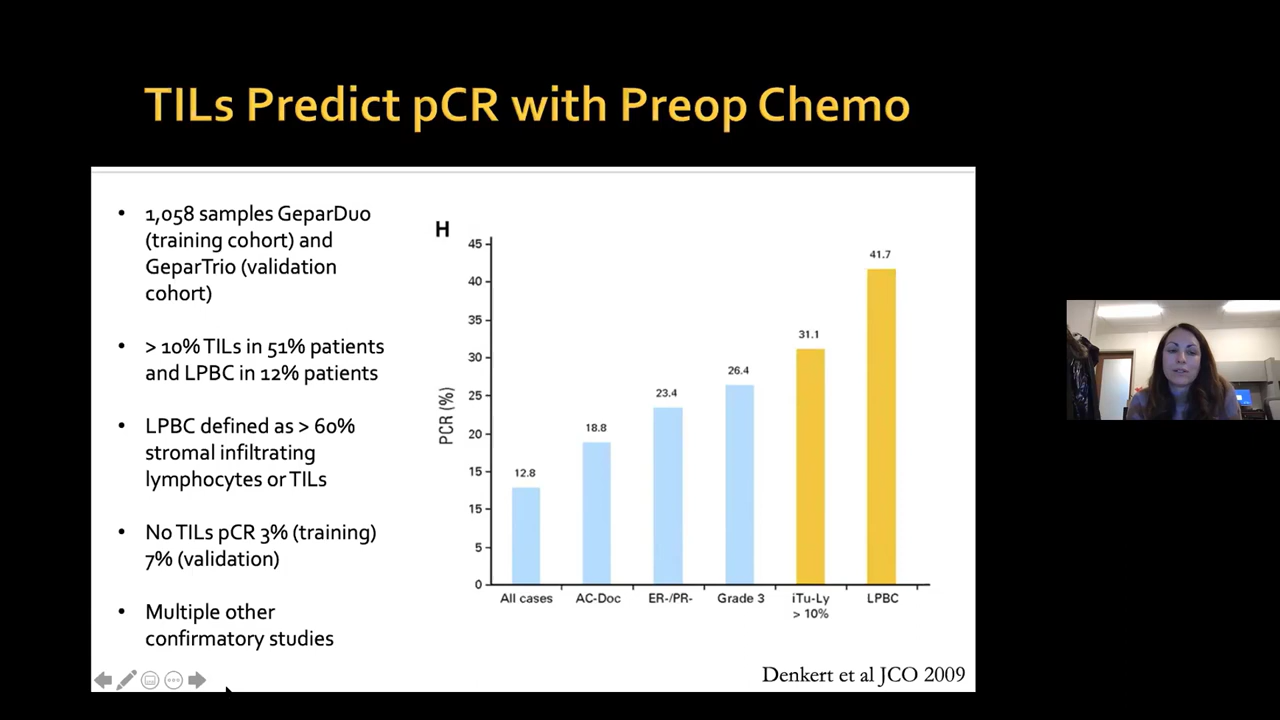 TILs Predict pCR with Preop Chemo
• 1,058 samples GeparDuo
(training cohort) and
GeparTrio (validation
cohort)
• > 10% TILs in 51% patients
and LPBC in 12% patients
• LPBC defined as > 60%
stromal infiltrating
lymphocytes or TILs
• No TILs pCR 3% (training)
7% (validation)
• Multiple other
confirmatory studies
H
PCR (%)
45
40
35
30
25
20
15
15
5
0
12.8
18.8
23.4
26.4
31.1
41.7
All cases
AC-Doc
ER-/PR-
Grade 3
iTu-Ly
> 10%
LPBC
Denkert et al JCO 2009